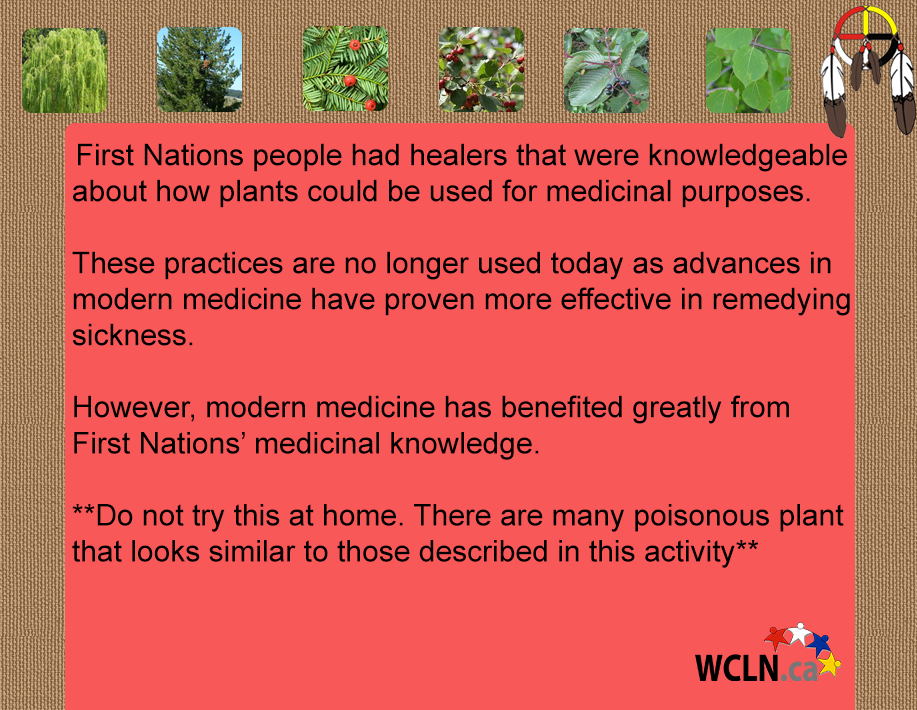 First Nations people had healers that were knowledgeable
about how plants could be used for medicinal purposes.
These practices are no longer used today as advances in
modern medicine have proven more effective in remedying
sickness.
However, modern medicine has benefited greatly from
First Nations’ medicinal knowledge.
**Do not try this at home. There are many poisonous plant
that looks similar to those described in this activity**
WCLN.ca